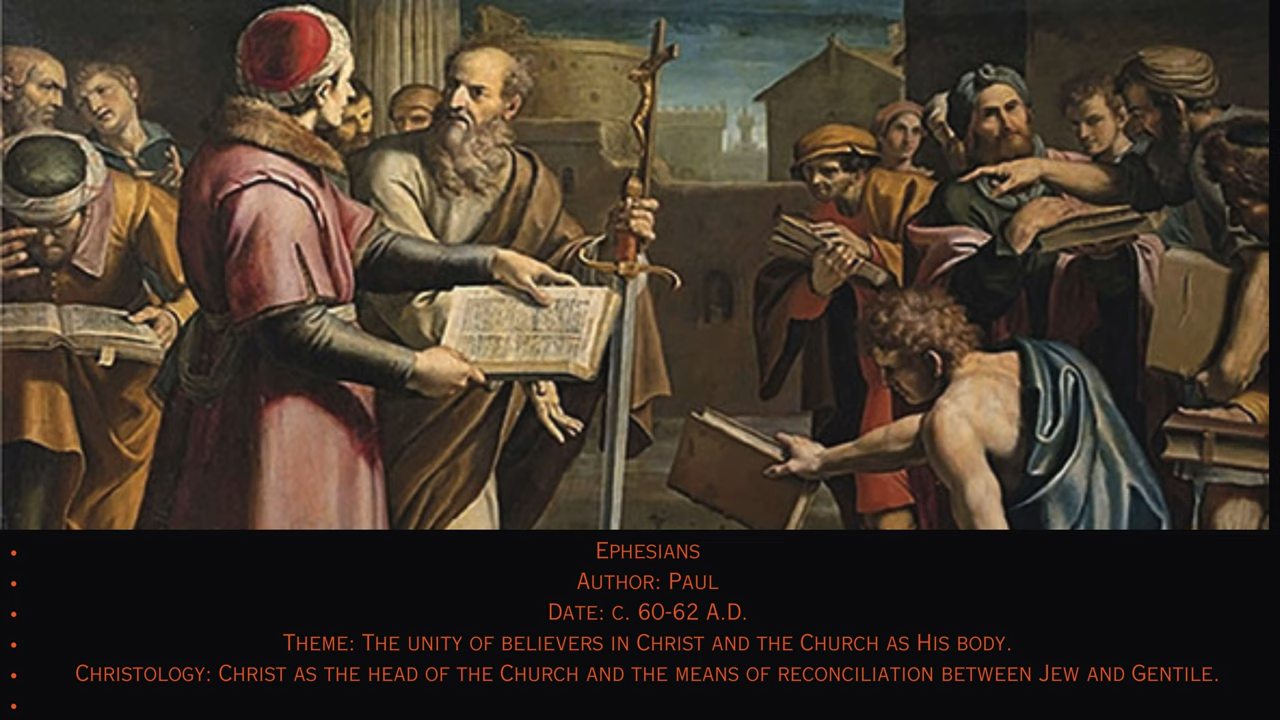 • Ephesians
• Author: Paul
• Date: c. 60-62 A.D.
• Theme: The unity of believers in Christ and the Church as His body.
• Christology: Christ as the head of the Church and the means of reconciliation between Jew and Gentile.
•